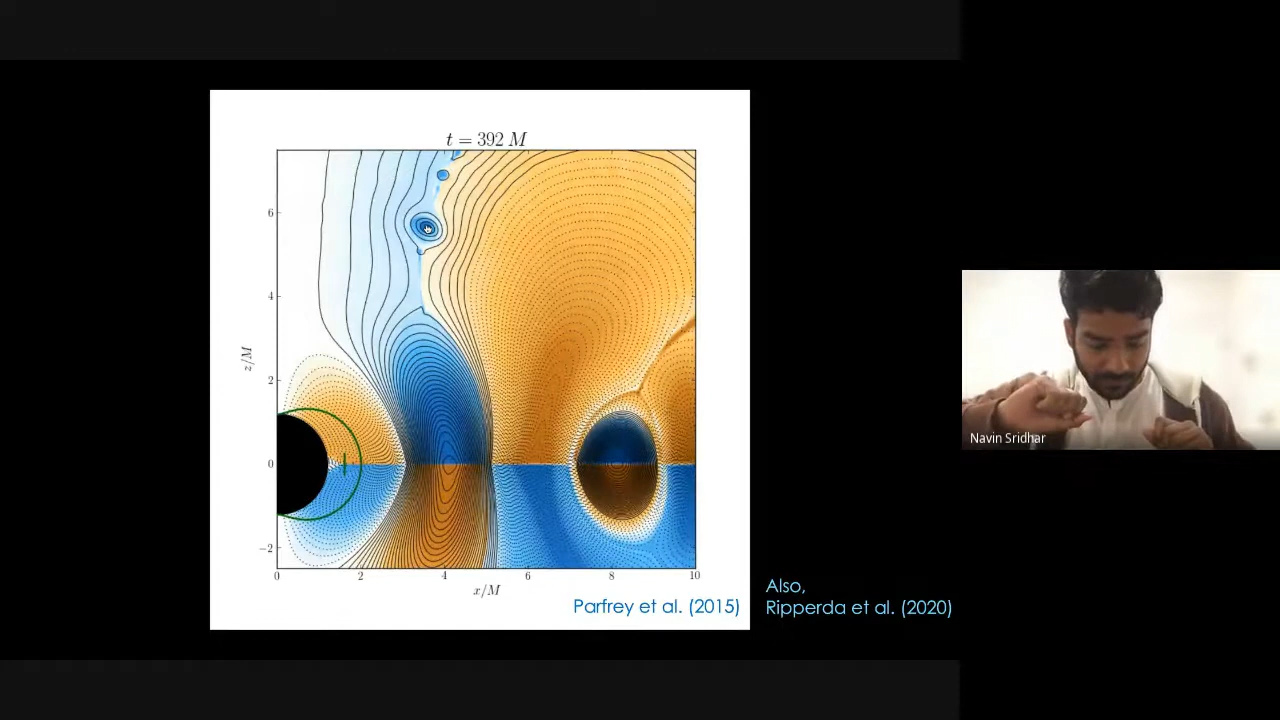 t = 392 M
6
4
z/M
2
0
−2
0 2 4 6 8 10
x/M
Parfrey et al. (2015)
Also,
Ripperda et al. (2020)
Navin Sridhar